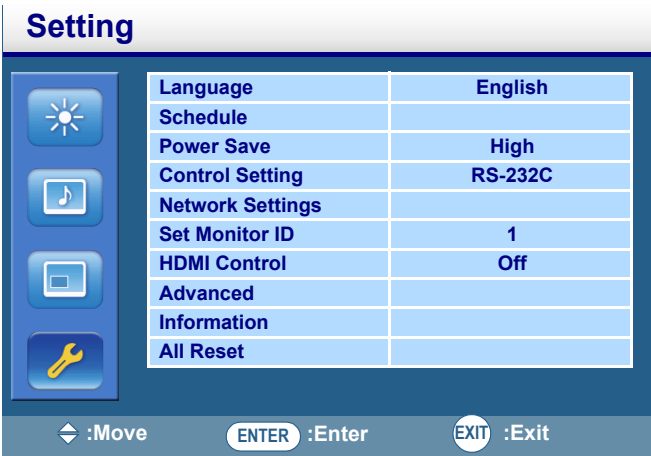 Setting
Language English
Schedule
Power Save High
Control Setting RS-232C
Network Settings
Set Monitor ID 1
HDMI Control Off
Advanced
Information
All Reset
:Move ENTER :Enter EXIT :Exit